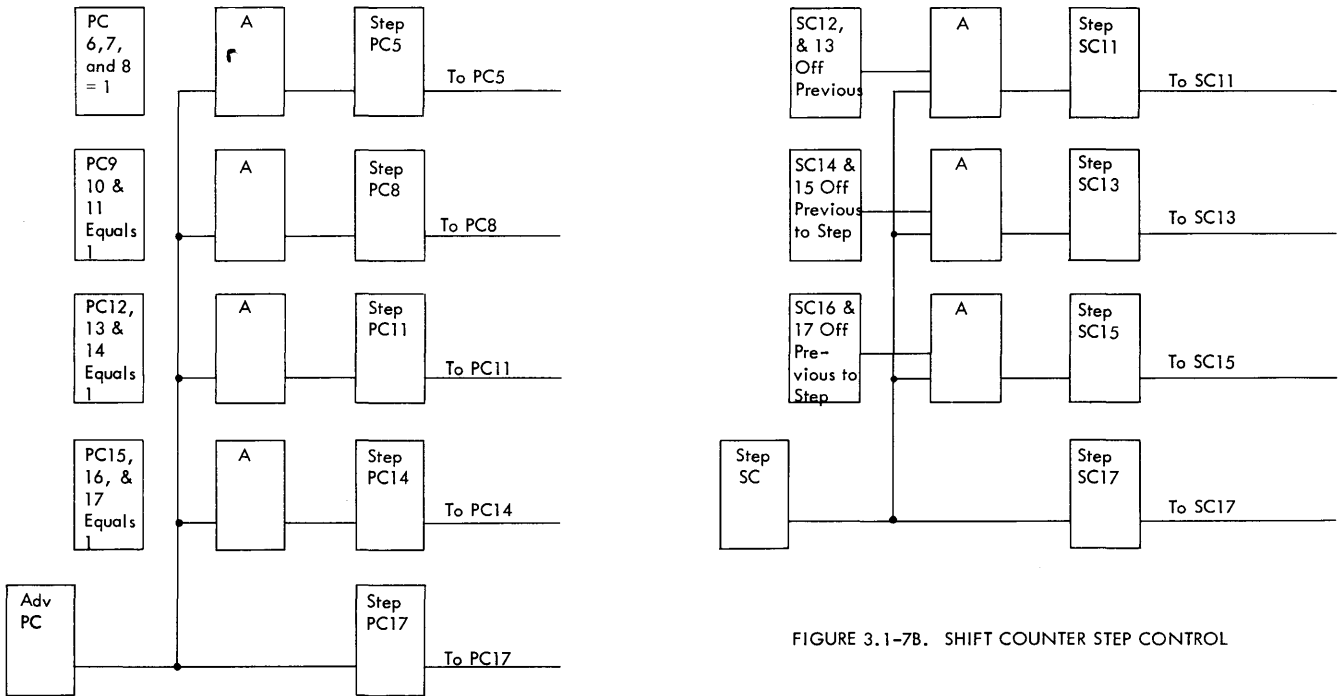 PC
6,7,
and 8
= 1
A
Step
PC5
To PC5
PC9
10 &
11
Equals
1
A
Step
PC8
To PC8
PC12,
13 &
14
Equals
1
A
Step
PC11
To PC11
PC15,
16, &
17
Equals
1
A
Step
PC14
To PC14
Adv
PC
Step
PC17
To PC17
SC12,
& 13
Off
Previous
A
Step
SC11
To SC11
SC14 &
15 Off
Previous
to Step
A
Step
SC13
To SC13
SC16 &
17 Off
Pre-
vious to
Step
A
Step
SC15
To SC15
Step
SC
Step
SC17
To SC17
FIGURE 3.1-7B. SHIFT COUNTER STEP CONTROL